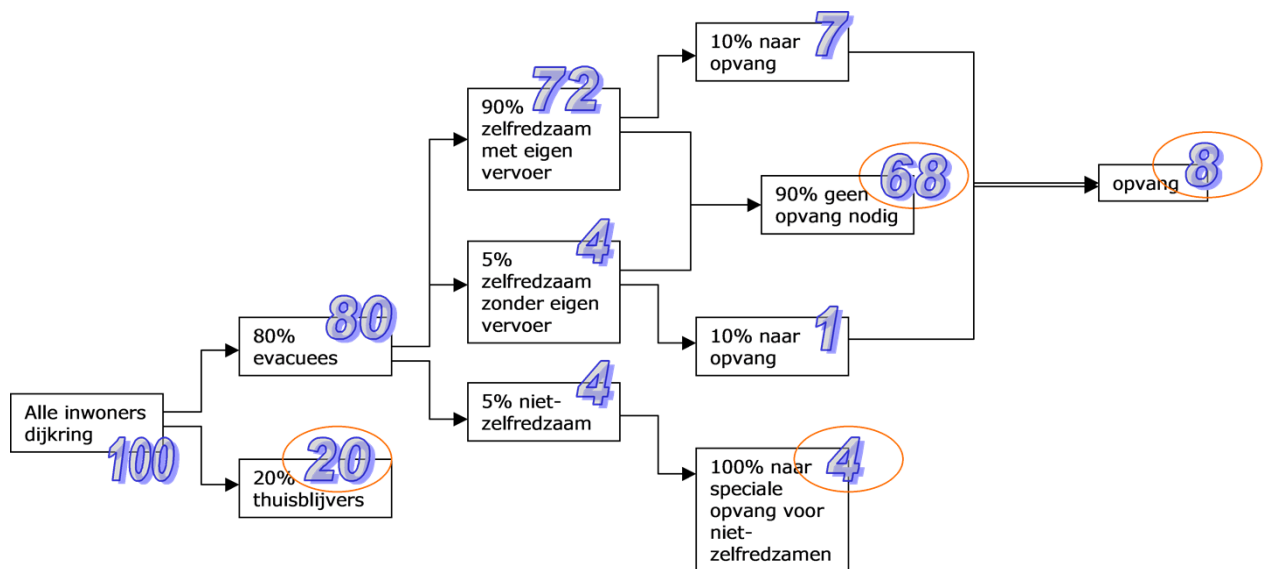 10% naar
opvang
7
90%
zelfredzaam
met eigen
vervoer
72
90% geen
opvang nodig
68
opvang
8
5%
zelfredzaam
zonder eigen
vervoer
4
80%
evacuees
80
10% naar
opvang
1
5% niet-
zelfredzaam
4
Alle inwoners
dijkring
100
20%
thuisblijvers
20
100% naar
speciale
opvang voor
niet-
zelfredzamen
4